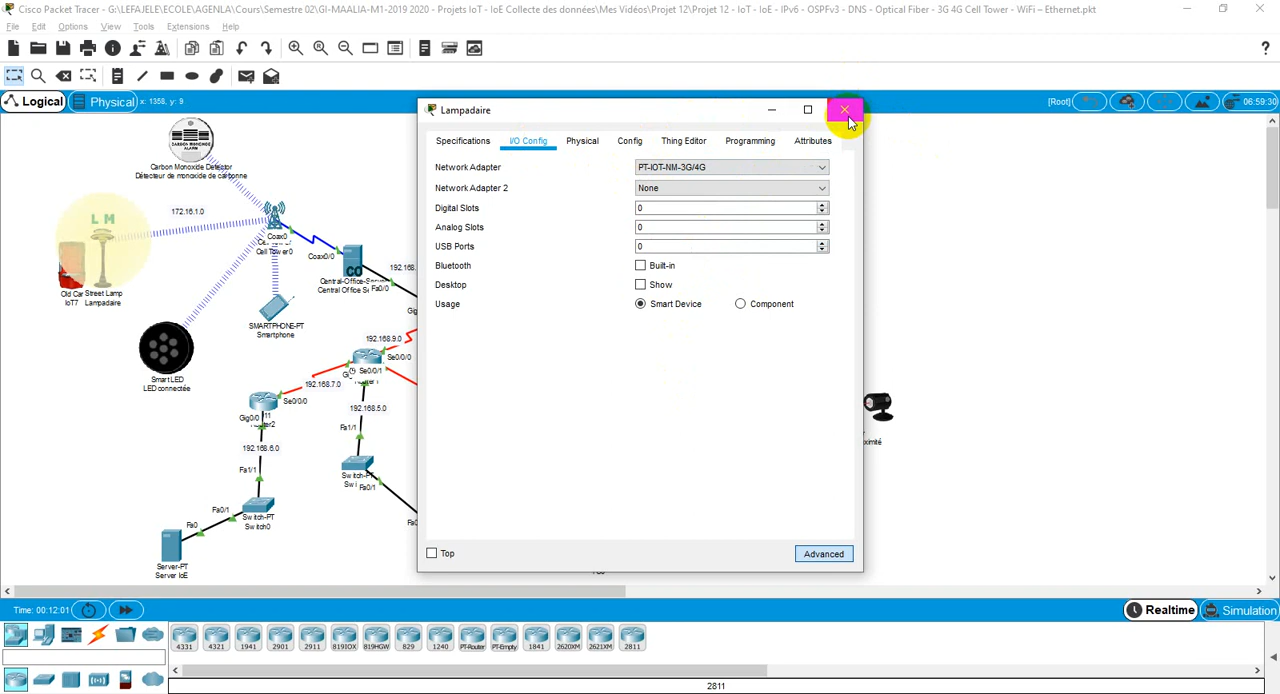 Cisco Packet Tracer - G:\LEFAJELE\ECOLE\AGENLA\Cours\Semestre 02\GI-MAALIA-M1-2019 2020 - Projets IoT - IoE Collecte des données\Mes Vidéos\Projet 12\Projet 12 - IoT - IoE - IPv6 - OSPFv3 - DNS - Optical Fiber - 3G 4G Cell Tower - WiFi – Ethernet.pkt
File Edit Options View Tools Extensions Help
Logical Physical x: 1358, y: 9 [Root] 06:59:30
Lampadaire
Specifications I/O Config Physical Config Thing Editor Programming Attributes
Network Adapter PT-IOT-NM-3G/4G
Network Adapter 2 None
Digital Slots 0
Analog Slots 0
USB Ports 0
Bluetooth Built-in
Desktop Show
Usage Smart Device Component
Top Advanced
CARBON MONOXIDE
ALARM
Carbon Monoxide Detector
Détecteur de monoxide de carbonne
172.16.1.0
L M
Coax0
Cell Tower0
Coax0/0
CO
192.168.
Central-Office-Se
Central Office Se
Fa0/0
Old Car Street Lamp
IoT7 Lampadaire
SMARTPHONE-PT
Smartphone
192.168.9.0
Se0/0/0
Se0/0/1
Smart LED
LED connectée
192.168.7.0
Se0/0/0
Gig0/0
192.168.5.0
192.168.6.0
Fa1/1
Fa1/1
Switch-PT
Fa0/1
Fa0/1
Switch-PT
Switch0
Fa0
Server-PT
Server IoE
Time: 00:12:01 Realtime Simulation
4331 4321 1941 2901 2911 819IOX 819HGW 829 1240 PT-Router PT-Empty 1841 2620XM 2621XM 2811
2811